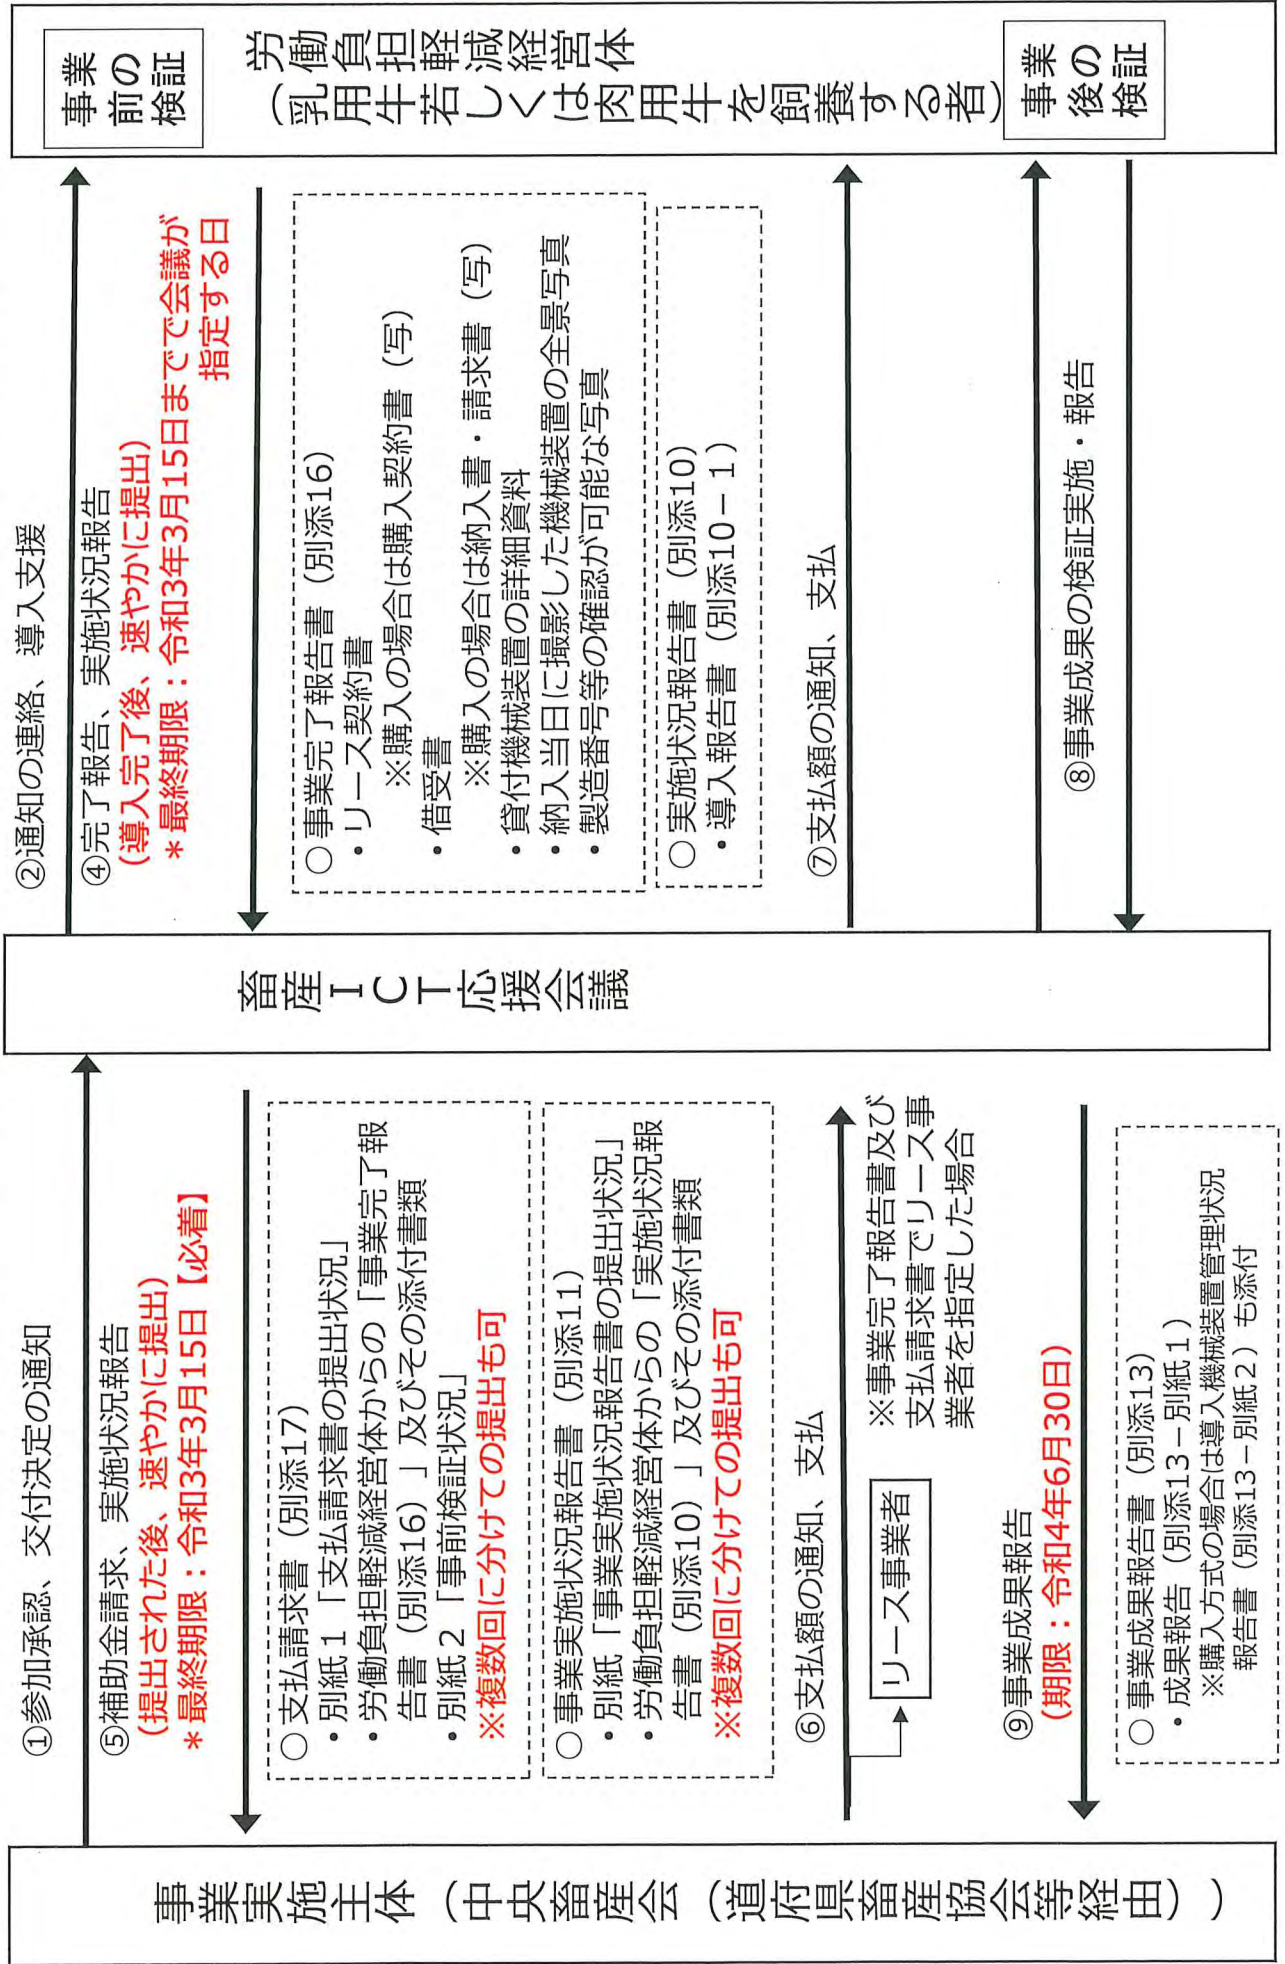 事業実施主体（中央畜産会（道府県畜産協会等経由））
①参加承認、交付決定の通知
⑤補助金請求、実施状況報告
(提出された後、速やかに提出)
＊最終期限：令和3年3月15日【必着】
○ 支払請求書（別添17）
・別紙１「支払請求書の提出状況」
・労働負担軽減経営体からの「事業完了報
告書（別添16）」及びその添付書類
・別紙２「事前検証状況」
※複数回に分けての提出も可
○ 事業実施状況報告書（別添11）
・別紙「事業実施状況報告書の提出状況」
・労働負担軽減経営体からの「実施状況報
告書（別添10）」及びその添付書類
※複数回に分けての提出も可
⑥支払額の通知、支払
リース事業者
※事業完了報告書及び
支払請求書でリース事
業者を指定した場合
⑨事業成果報告
(期限：令和4年6月30日)
○ 事業成果報告書（別添13）
・成果報告（別添13－別紙１）
※購入方式の場合は導入機械装置管理状況
報告書（別添13－別紙２）も添付
畜産ＩＣＴ応援会議
②通知の連絡、導入支援
④完了報告、実施状況報告
(導入完了後、速やかに提出)
＊最終期限：令和3年3月15日までで会議が
指定する日
○ 事業完了報告書（別添16）
・リース契約書
※購入の場合は購入契約書（写）
・借受書
※購入の場合は納入書・請求書（写）
・貸付機械装置の詳細資料
・納入当日に撮影した機械装置の全景写真
・製造番号等の確認が可能な写真
○ 実施状況報告書（別添10）
・導入報告書（別添10－１）
⑦支払額の通知、支払
⑧事業成果の検証実施・報告
事業
前の
検証
労働負担軽減経営体
（乳用牛若しくは肉用牛を飼養する者）
事業
後の
検証